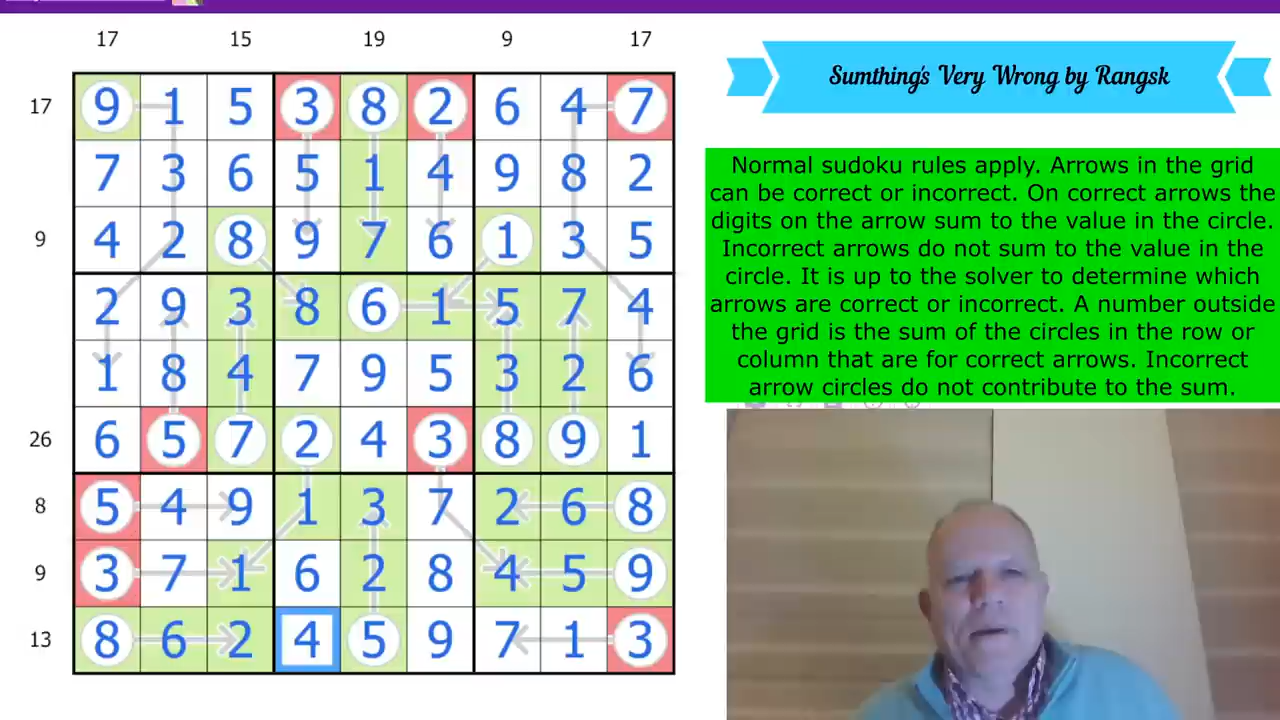 17 15 19 9 17
Sumthing's Very Wrong by Rangsk
17 9 1 5 3 8 2 6 4 7
7 3 6 5 1 4 9 8 2
9 4 2 8 9 7 6 1 3 5
2 9 3 8 6 1 5 7 4
1 8 4 7 9 5 3 2 6
26 6 5 7 2 4 3 8 9 1
8 5 4 9 1 3 7 2 6 8
9 3 7 1 6 2 8 4 5 9
13 8 6 2 4 5 9 7 1 3
Normal sudoku rules apply. Arrows in the grid
can be correct or incorrect. On correct arrows the
digits on the arrow sum to the value in the circle.
Incorrect arrows do not sum to the value in the
circle. It is up to the solver to determine which
arrows are correct or incorrect. A number outside
the grid is the sum of the circles in the row or
column that are for correct arrows. Incorrect
arrow circles do not contribute to the sum.